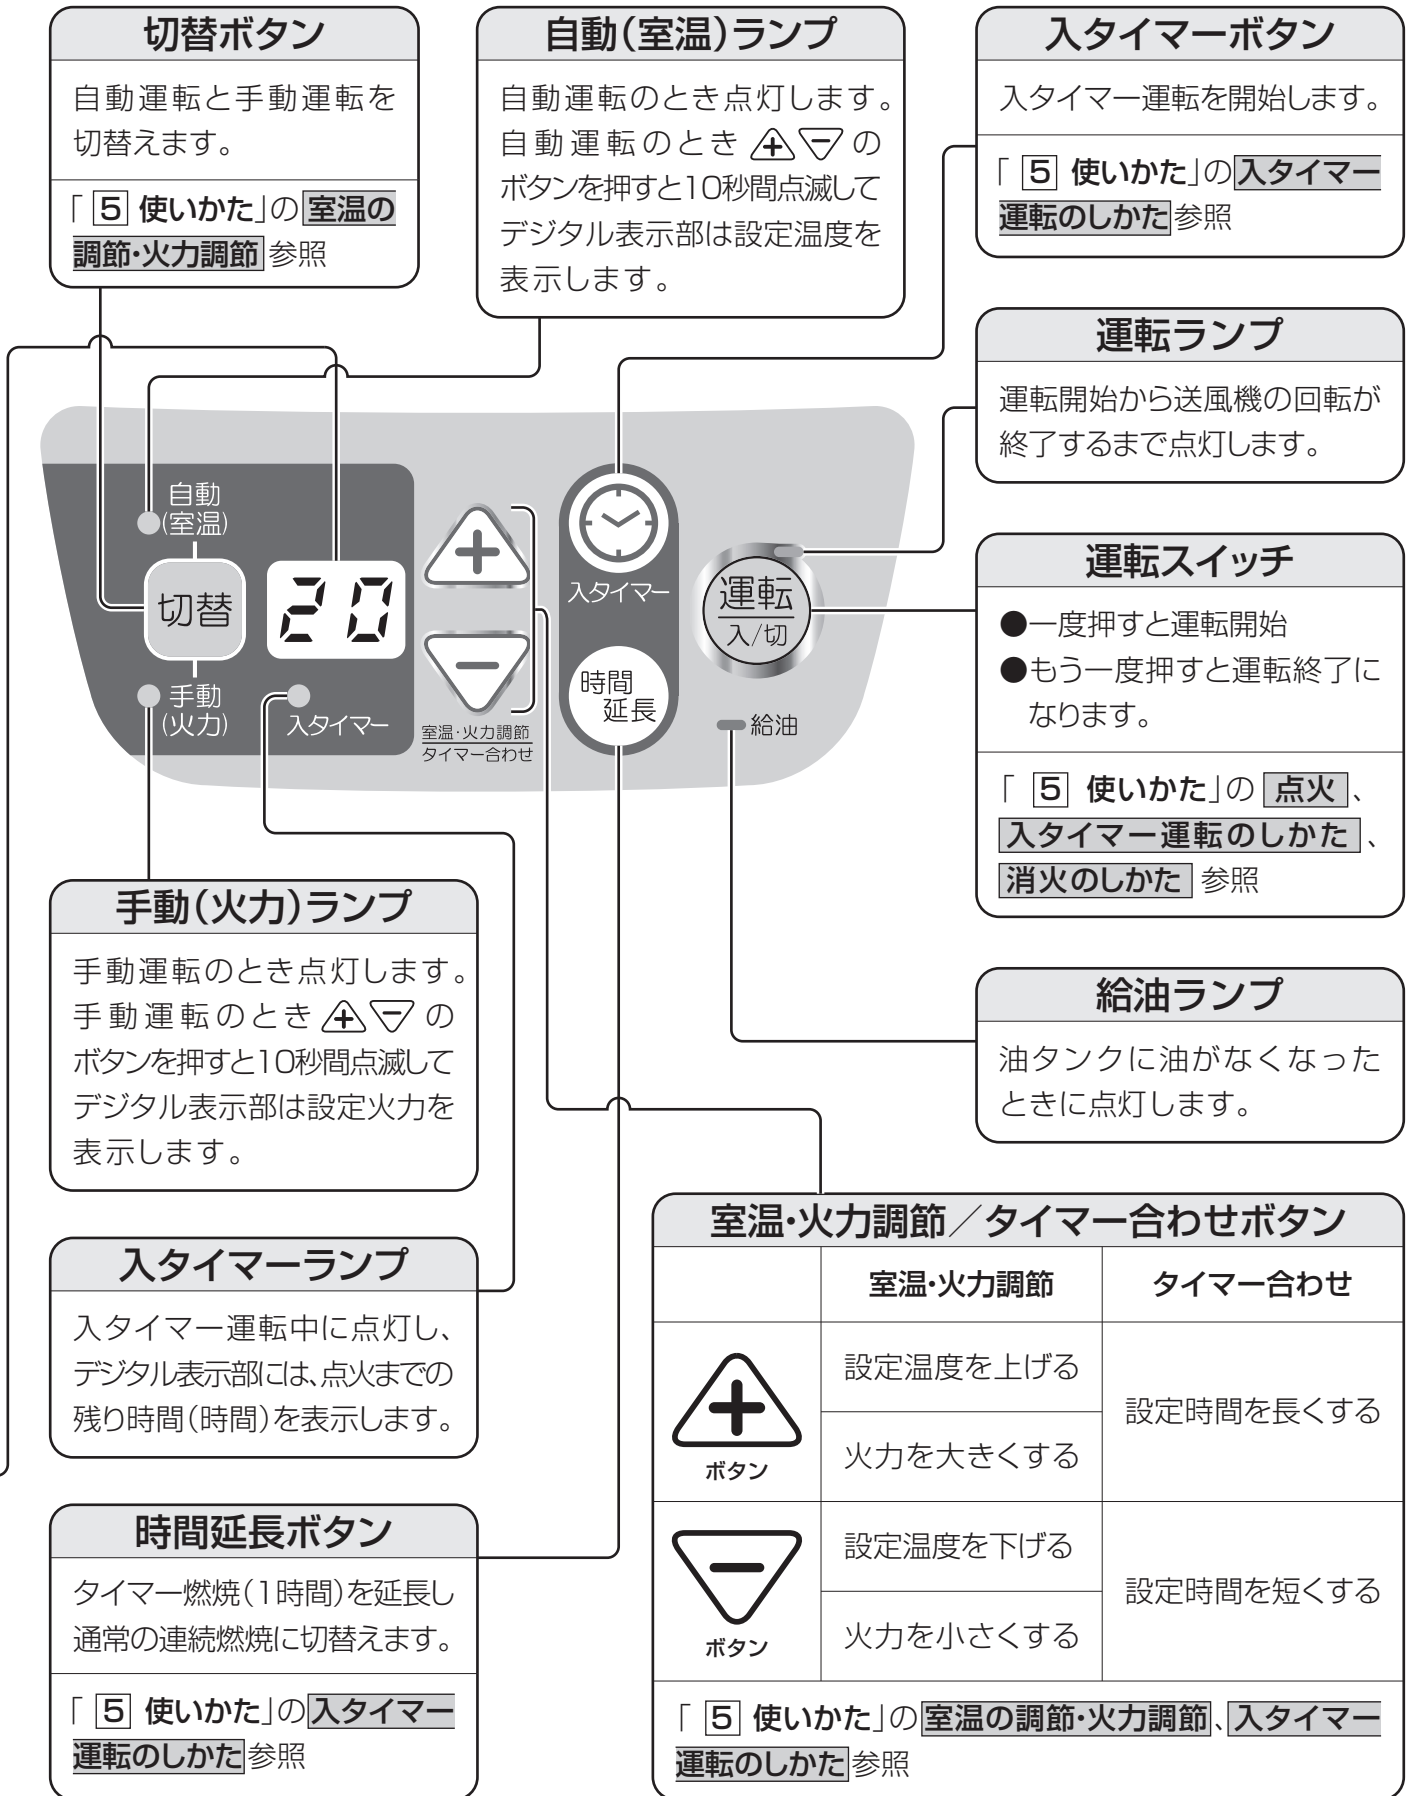 切替ボタン
自動運転と手動運転を
切替えます。
「 5 使いかた」の 室温の
調節・火力調節 参照
自動(室温)ランプ
自動運転のとき点灯します。
自動運転のとき + − の
ボタンを押すと10秒間点滅して
デジタル表示部は設定温度を
表示します。
入タイマーボタン
入タイマー運転を開始します。
「 5 使いかた」の 入タイマー
運転のしかた 参照
運転ランプ
運転開始から送風機の回転が
終了するまで点灯します。
運転スイッチ
●一度押すと運転開始
●もう一度押すと運転終了に
なります。
「 5 使いかた」の 点火 、
入タイマー運転のしかた 、
消火のしかた 参照
自動
(室温)
切替
20
手動
(火力)
入タイマー
+
−
室温・火力調節
タイマー合わせ
入タイマー
時間
延長
運転
入/切
給油
手動(火力)ランプ
手動運転のとき点灯します。
手動運転のとき + − の
ボタンを押すと10秒間点滅して
デジタル表示部は設定火力を
表示します。
給油ランプ
油タンクに油がなくなった
ときに点灯します。
入タイマーランプ
入タイマー運転中に点灯し、
デジタル表示部には、点火までの
残り時間(時間)を表示します。
時間延長ボタン
タイマー燃焼(1時間)を延長し
通常の連続燃焼に切替えます。
「 5 使いかた」の 入タイマー
運転のしかた 参照
室温・火力調節/タイマー合わせボタン
室温・火力調節 タイマー合わせ
+
ボタン
設定温度を上げる
火力を大きくする
設定時間を長くする
−
ボタン
設定温度を下げる
火力を小さくする
設定時間を短くする
「 5 使いかた」の 室温の調節・火力調節 、 入タイマー
運転のしかた 参照